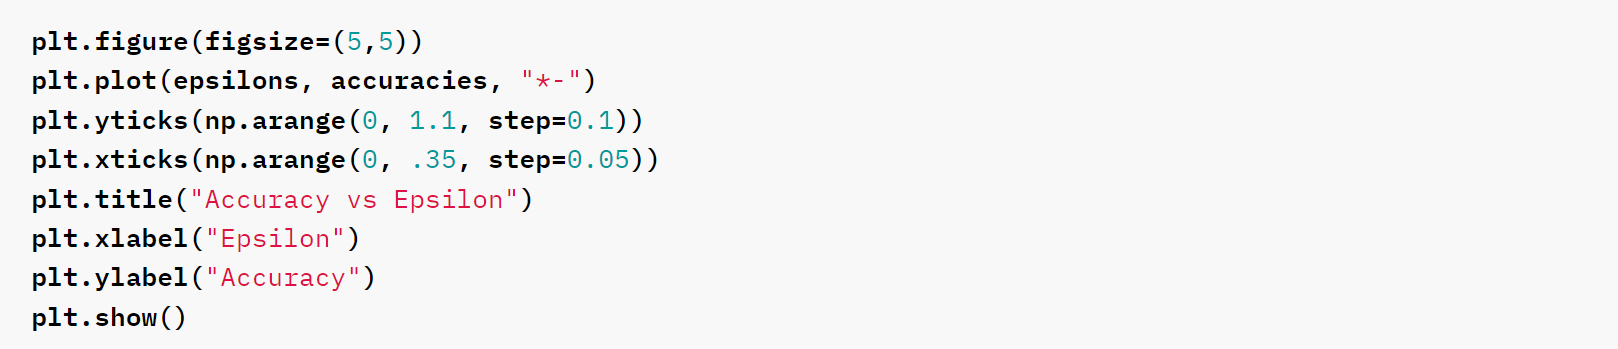 plt.figure(figsize=(5,5))
plt.plot(epsilons, accuracies, "*-")
plt.yticks(np.arange(0, 1.1, step=0.1))
plt.xticks(np.arange(0, .35, step=0.05))
plt.title("Accuracy vs Epsilon")
plt.xlabel("Epsilon")
plt.ylabel("Accuracy")
plt.show()